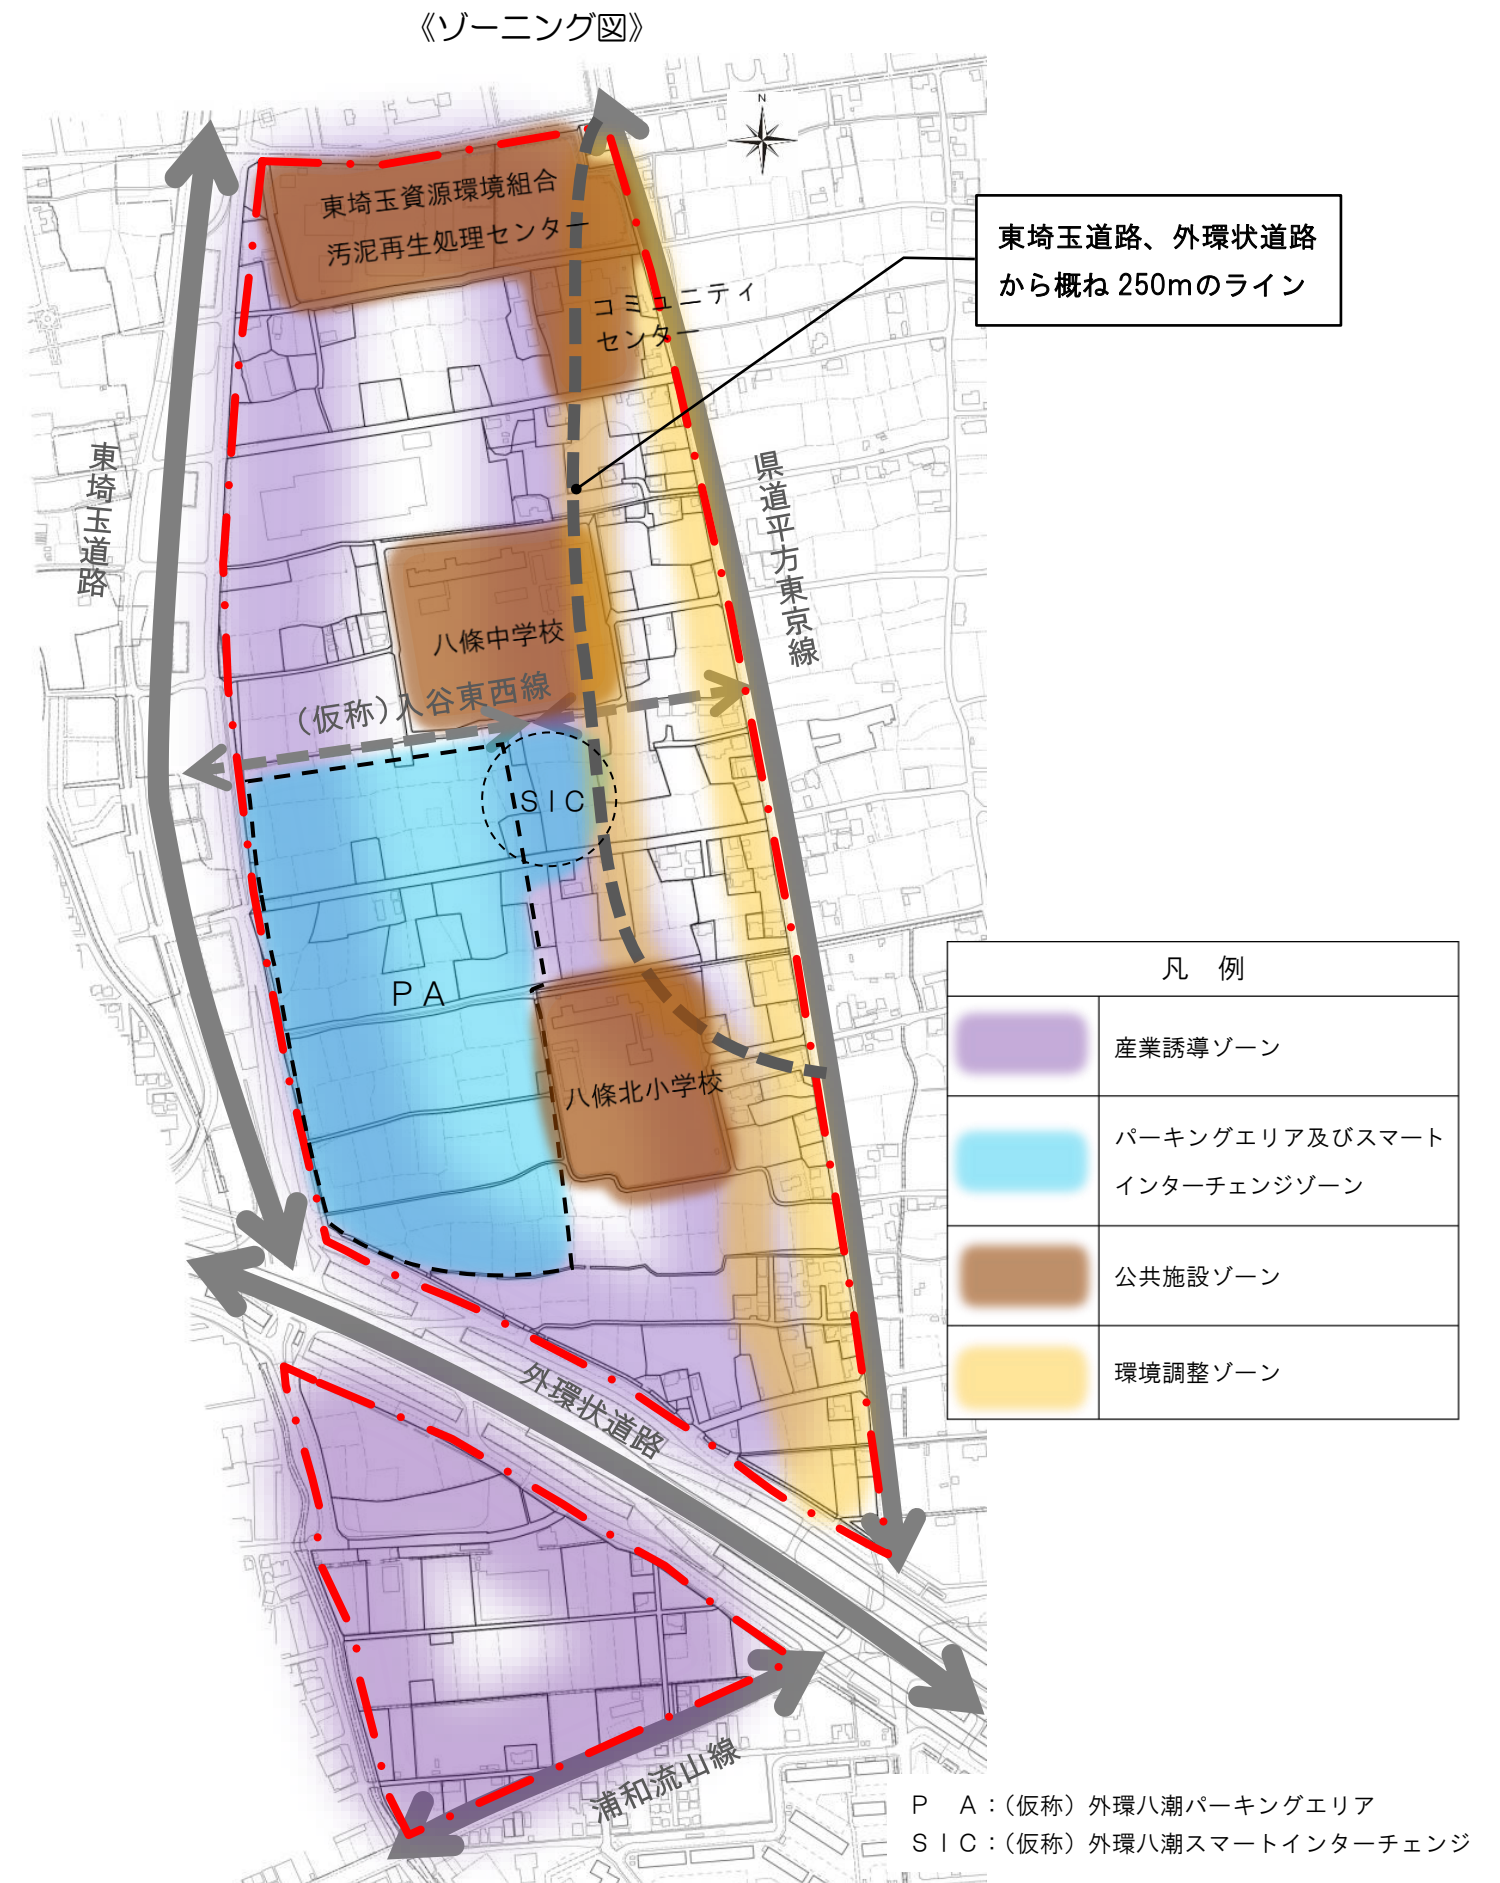 《ゾーニング図》
N
東埼玉資源環境組合
汚泥再生処理センター
コミュニティ
センター
東埼玉道路、外環状道路
から概ね 250mのライン
東埼玉道路
県道平方東京線
八條中学校
(仮称)入谷東西線
SIC
PA
八條北小学校
外環状道路
浦和流山線
凡 例
産業誘導ゾーン
パーキングエリア及びスマート
インターチェンジゾーン
公共施設ゾーン
環境調整ゾーン
P A：(仮称) 外環八潮パーキングエリア
SIC：(仮称) 外環八潮スマートインターチェンジ